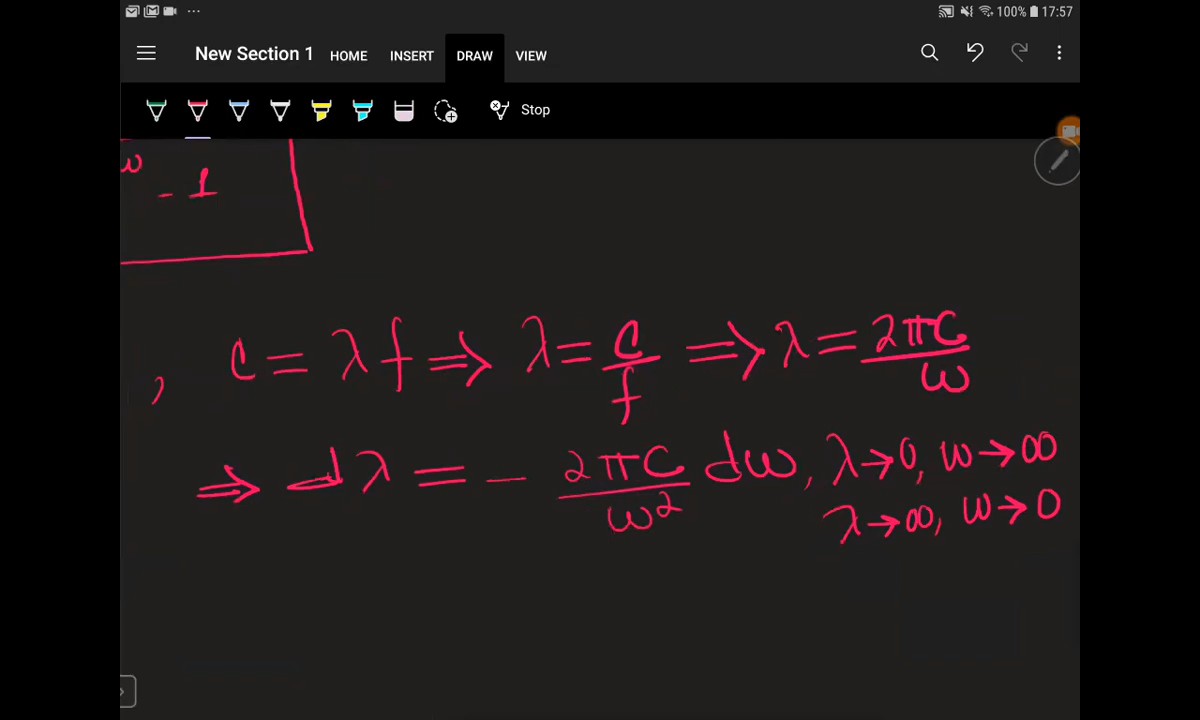 100% 17:57
New Section 1 HOME INSERT DRAW VIEW
Stop
ω
- 1
, c = λf ⇒ λ = c/f ⇒ λ = 2πc/ω
⇒ dλ = - 2πc/ω² dω, λ→0, ω→∞
λ→∞, ω→0